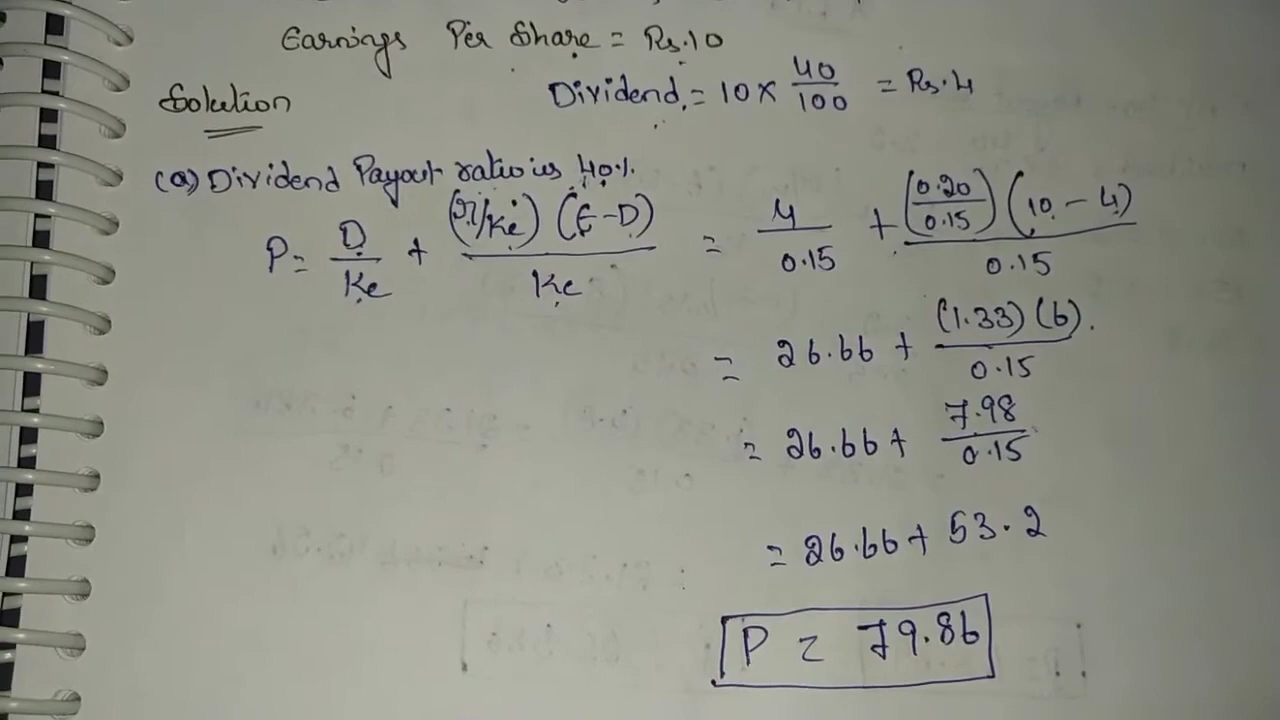 Earnings Per Share = Rs.10
Solution
Dividend = 10 × 40/100 = Rs.4
(a) Dividend Payout ratio is 40%.
P = D/Ke + (r/Ke) (E-D)/Ke = 4/0.15 + (0.20/0.15) (10-4)/0.15
= 26.66 + (1.33) (6)/0.15
= 26.66 + 7.98/0.15
= 26.66 + 53.2
P = 79.86